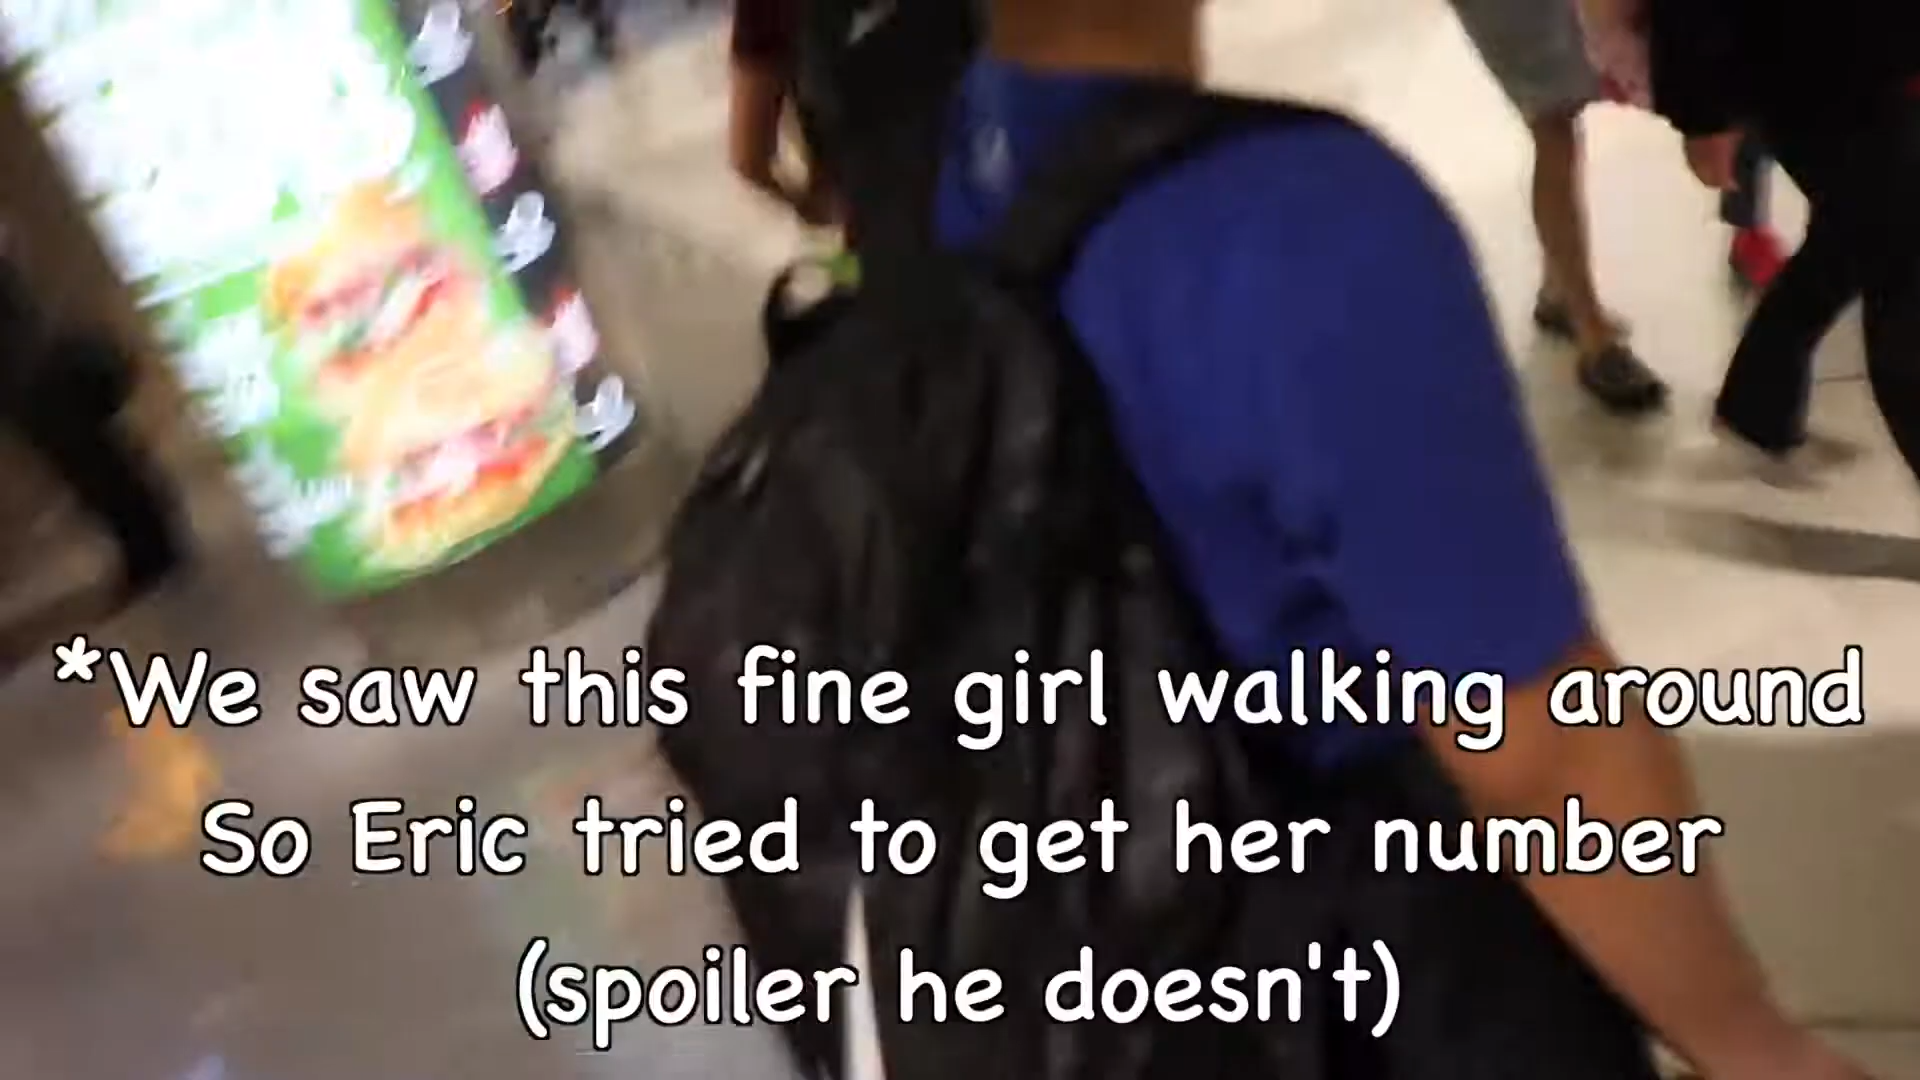 *We saw this fine girl walking around
So Eric tried to get her number
(spoiler he doesn't)